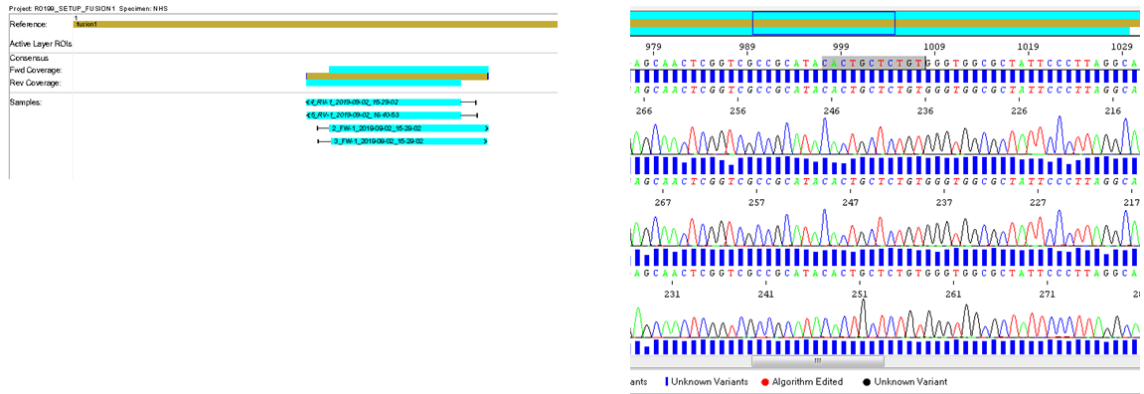 Project: R0199_SETUP_FUSION1 Specimen: NHS
1
Reference: fusion1
Active Layer ROIs
Consensus
Fwd Coverage:
Rev Coverage:
Samples:
4_RV-1_2019-09-02_15-29-02
5_RV-1_2019-09-02_16-40-53
2_FW-1_2019-09-02_15-29-02
3_FW-1_2019-09-02_15-29-02
979 989 999 1009 1019 1029
AGCAACTCGGTCGCCGCATACACTGCTCTGTGGGTGGCGCTATTCCCTTAGGCA
AGCAACTCGGTCGCCGCATACACTGCTCTGTGGGTGGCGCTATTCCCTTAGGCA
266 256 246 236 226 216
AGCAACTCGGTCGCCGCATACACTGCTCTGTGGGTGGCGCTATTCCCTTAGGCA
267 257 247 237 227 217
AGCAACTCGGTCGCCGCATACACTGCTCTGTGGGTGGCGCTATTCCCTTAGGCA
231 241 251 261 271
ants Unknown Variants Algorithm Edited Unknown Variant